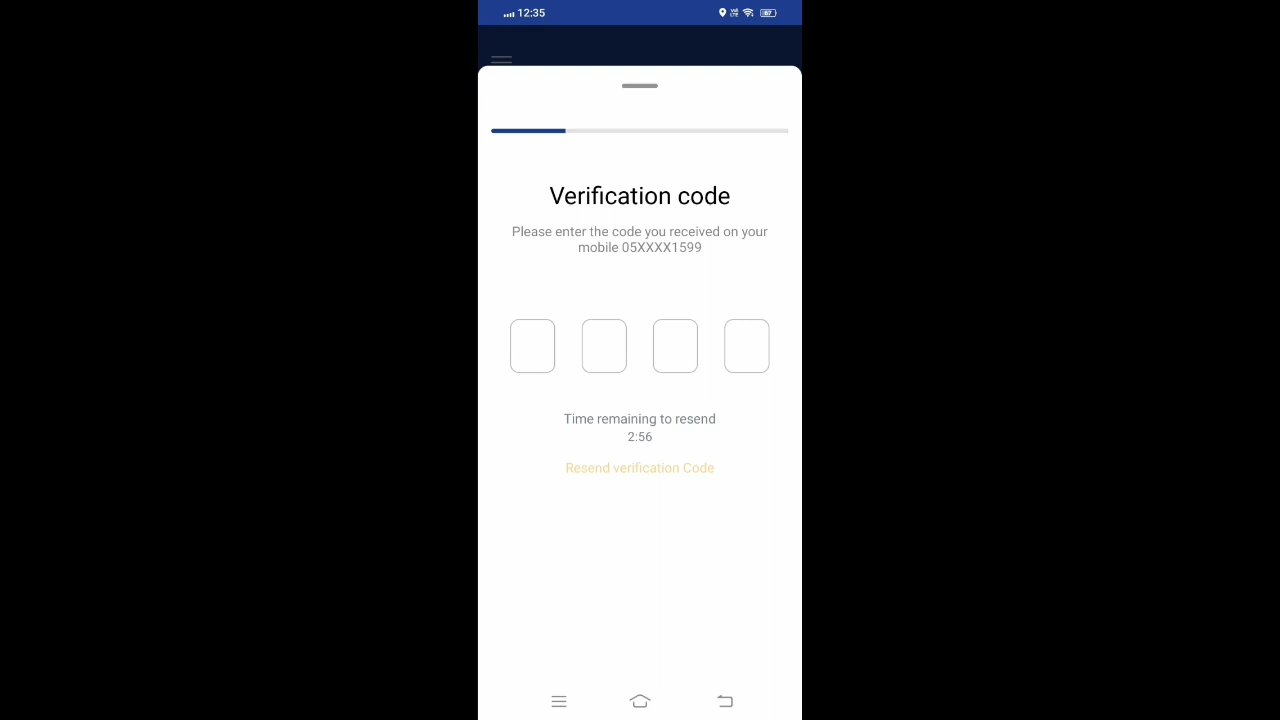 12:35
67
Verification code
Please enter the code you received on your
mobile 05XXXX1599
Time remaining to resend
2:56
Resend verification Code